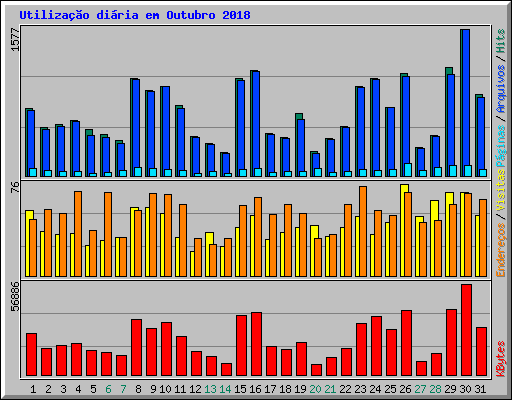 Utilização diária em Outubro 2018
1577
76
56886
Endereços / Visitas Páginas / Arquivos / Hits
KBytes
1 2 3 4 5 6 7 8 9 10 11 12 13 14 15 16 17 18 19 20 21 22 23 24 25 26 27 28 29 30 31